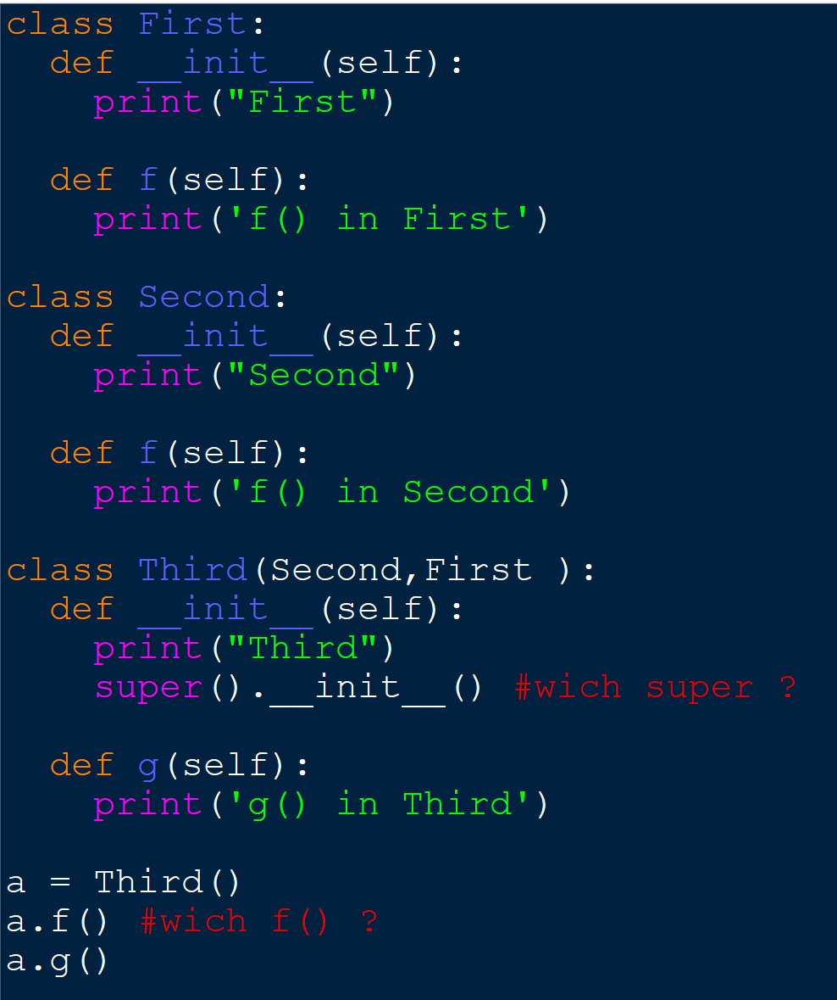 class First:
  def __init__(self):
    print("First")

  def f(self):
    print('f() in First')

class Second:
  def __init__(self):
    print("Second")

  def f(self):
    print('f() in Second')

class Third(Second,First ):
  def __init__(self):
    print("Third")
    super().__init__() #wich super ?

  def g(self):
    print('g() in Third')

a = Third()
a.f() #wich f() ?
a.g()